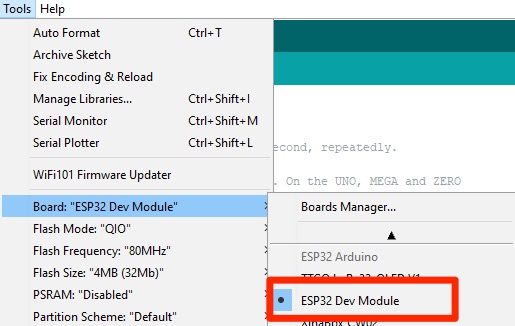 Tools Help
Auto Format Ctrl+T
Archive Sketch
Fix Encoding & Reload
Manage Libraries... Ctrl+Shift+I
Serial Monitor Ctrl+Shift+M
Serial Plotter Ctrl+Shift+L
econd, repeatedly.
WiFi101 Firmware Updater
. On the UNO, MEGA and ZERO
Board: "ESP32 Dev Module"
Boards Manager...
Flash Mode: "QIO"
Flash Frequency: "80MHz"
ESP32 Arduino
Flash Size: "4MB (32Mb)"
PSRAM: "Disabled"
ESP32 Dev Module
Partition Scheme: "Default"